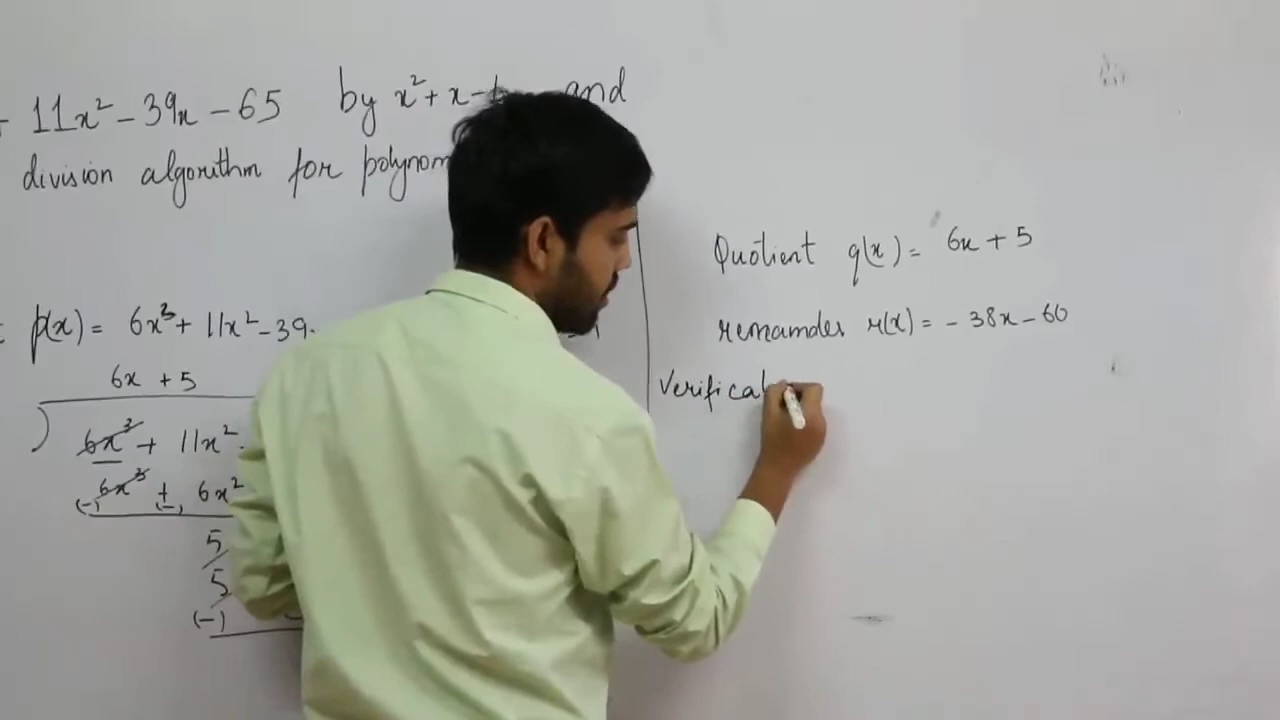 11x² - 39x - 65 by x² + x - and
division algorithm for polynom
p(x) = 6x³ + 11x² - 39
6x + 5
6x³ + 11x²
(-) 6x³ + (-) 6x²
5
5
(-)
Quotient q(x) = 6x + 5
remainder r(x) = - 38x - 60
Verificat